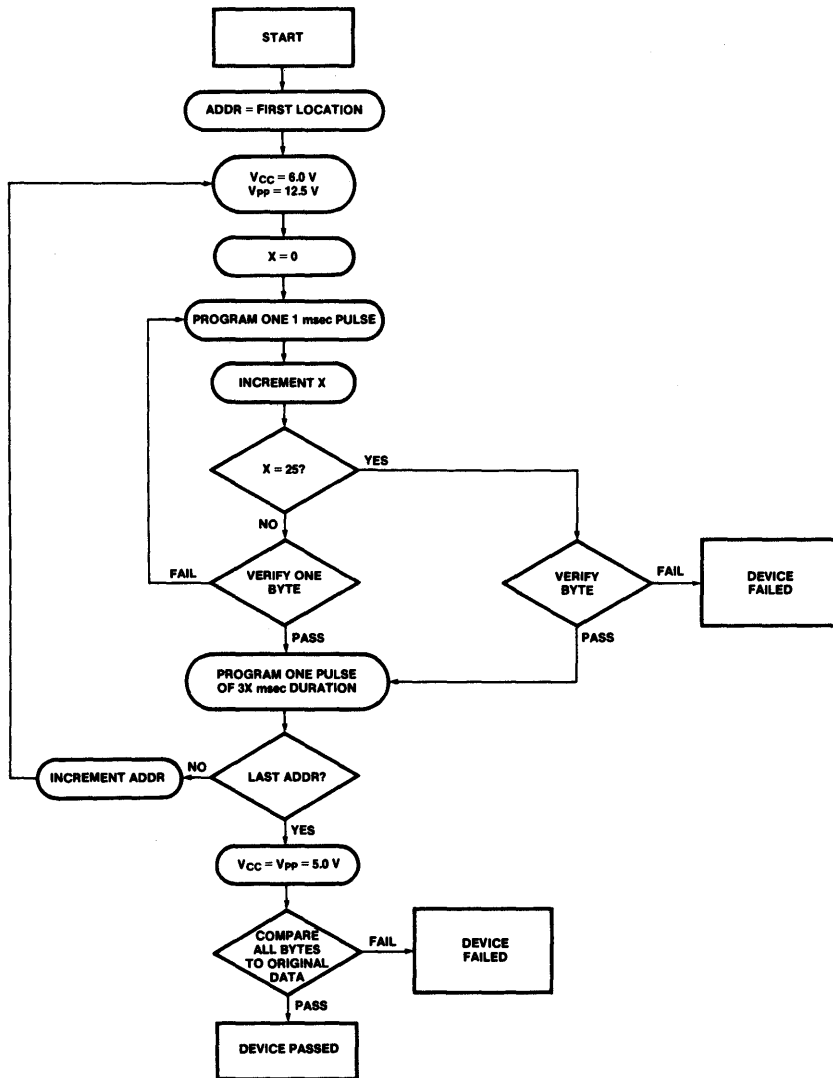 START
ADDR = FIRST LOCATION
VCC = 6.0 V
VPP = 12.5 V
X = 0
PROGRAM ONE 1 msec PULSE
INCREMENT X
X = 25?
YES
NO
VERIFY ONE
BYTE
FAIL
PASS
VERIFY
BYTE
FAIL
PASS
DEVICE
FAILED
PROGRAM ONE PULSE
OF 3X msec DURATION
LAST ADDR?
NO
INCREMENT ADDR
YES
VCC = VPP = 5.0 V
COMPARE
ALL BYTES
TO ORIGINAL
DATA
FAIL
DEVICE
FAILED
PASS
DEVICE PASSED